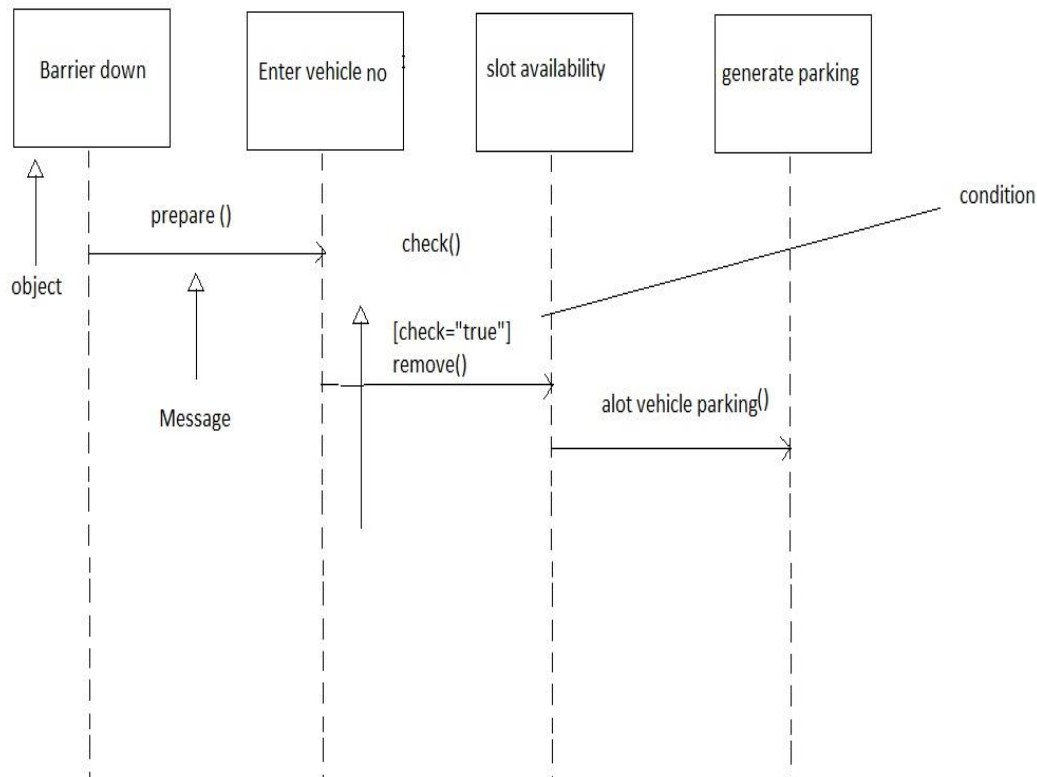 Barrier down
Enter vehicle no :
slot availability
generate parking
condition
prepare ()
check()
object
[check="true"]
remove()
alot vehicle parking()
Message